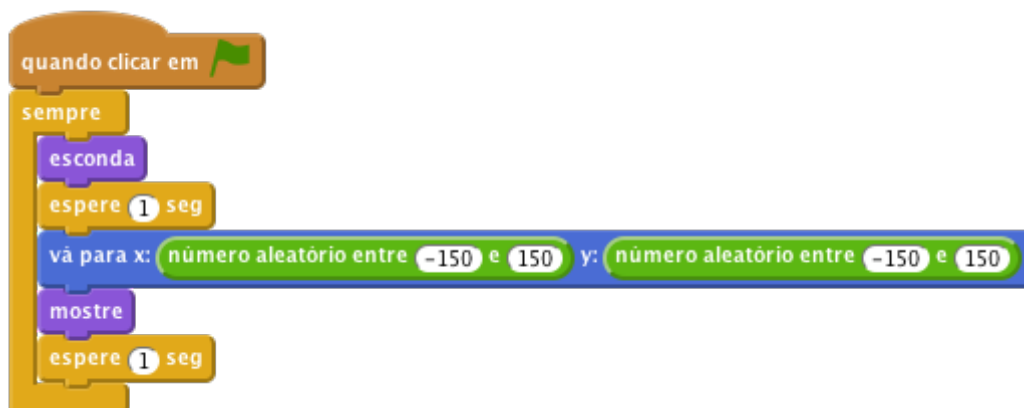 quando clicar em
sempre
esconda
espere 1 seg
vá para x: número aleatório entre -150 e 150 y: número aleatório entre -150 e 150
mostre
espere 1 seg